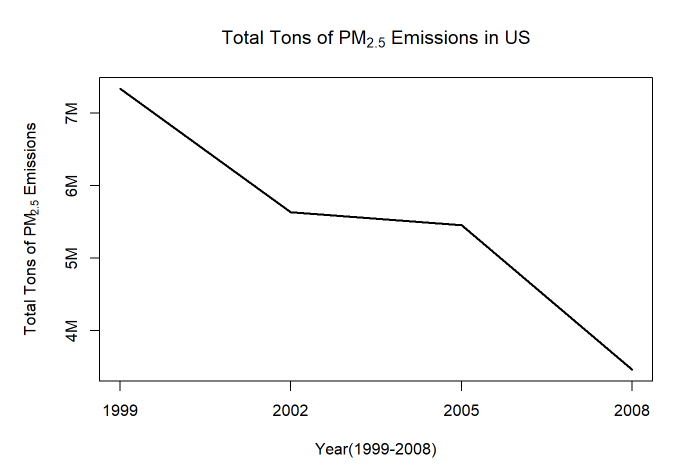 Total Tons of PM2.5 Emissions in US
Total Tons of PM2.5 Emissions
7M
6M
5M
4M
1999 2002 2005 2008
Year(1999-2008)